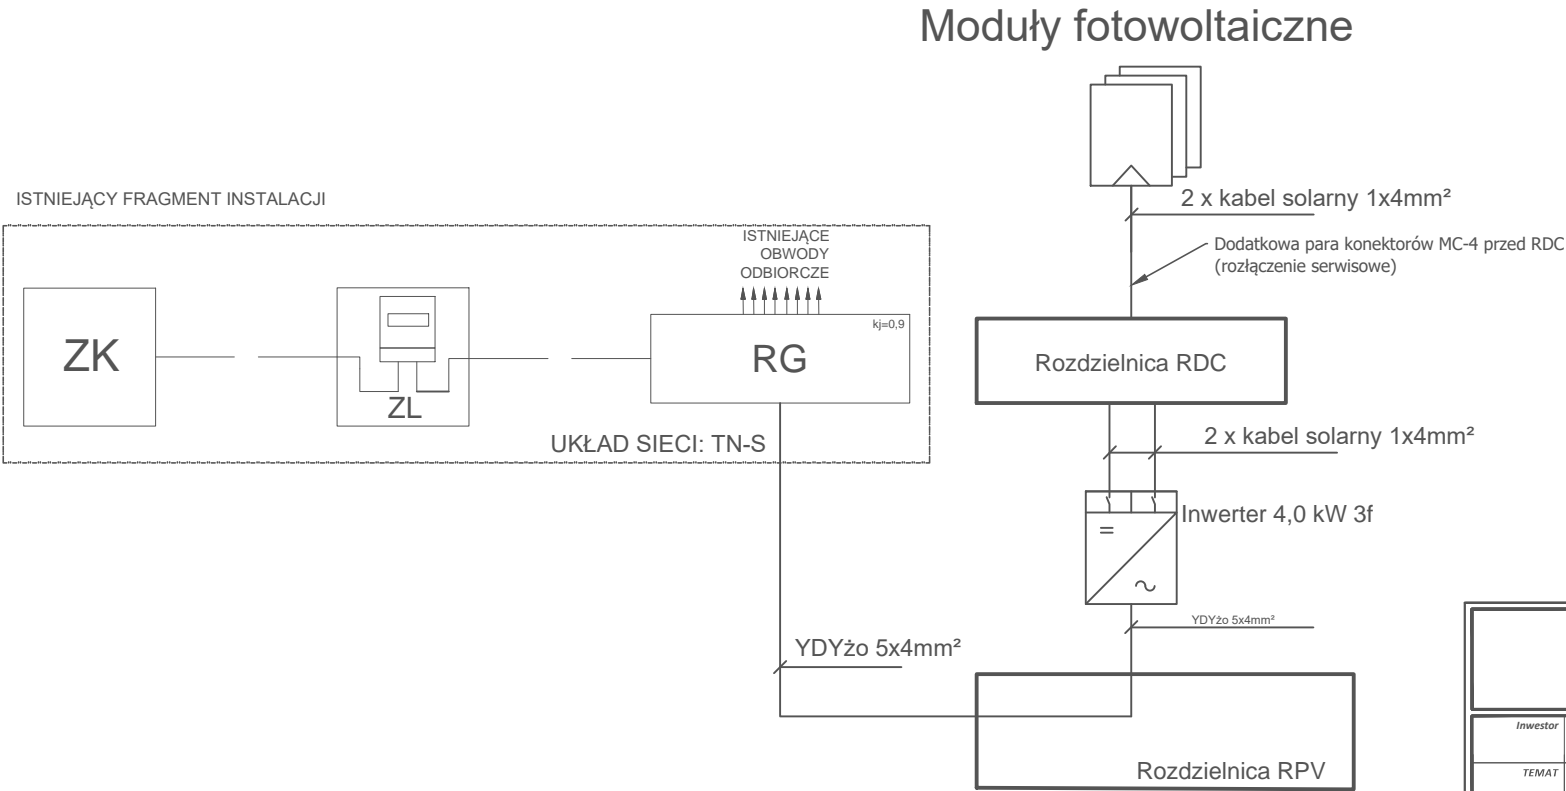 Moduły fotowoltaiczne
2 x kabel solarny 1x4mm²
ISTNIEJĄCY FRAGMENT INSTALACJI
ISTNIEJĄCE
OBWODY
ODBIORCZE
Dodatkowa para konektorów MC-4 przed RDC
(rozłączenie serwisowe)
kj=0,9
ZK
ZL
RG
Rozdzielnica RDC
UKŁAD SIECI: TN-S
2 x kabel solarny 1x4mm²
Inwerter 4,0 kW 3f
YDYżo 5x4mm²
YDYżo 5x4mm²
Rozdzielnica RPV
Inwestor
TEMAT